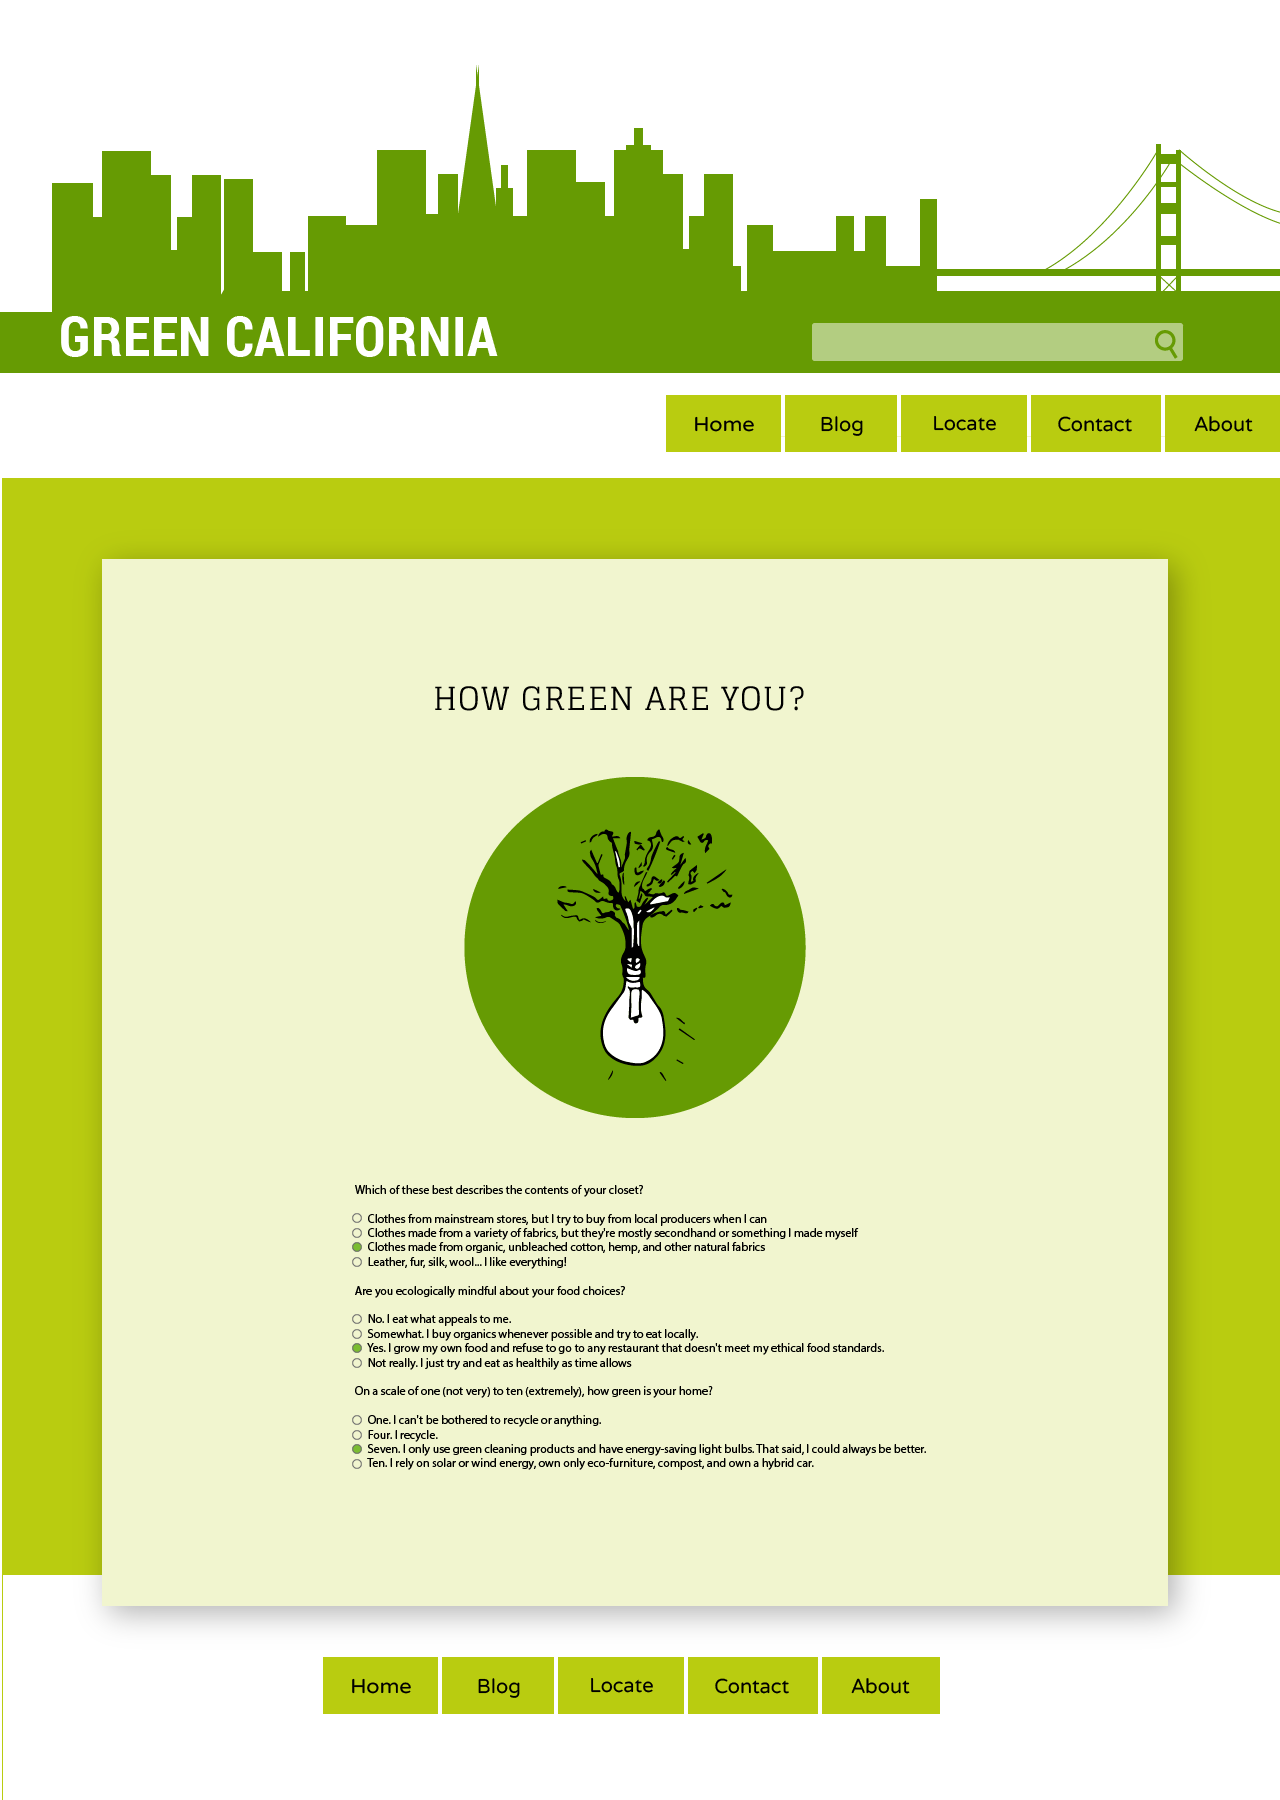 GREEN CALIFORNIA
Home
Blog
Locate
Contact
About
HOW GREEN ARE YOU?
Which of these best describes the contents of your closet?
Clothes from mainstream stores, but I try to buy from local producers when I can
Clothes made from a variety of fabrics, but they're mostly secondhand or something I made myself
Clothes made from organic, unbleached cotton, hemp, and other natural fabrics
Leather, fur, silk, wool... I like everything!
Are you ecologically mindful about your food choices?
No. I eat what appeals to me.
Somewhat. I buy organics whenever possible and try to eat locally.
Yes. I grow my own food and refuse to go to any restaurant that doesn't meet my ethical food standards.
Not really. I just try and eat as healthily as time allows
On a scale of one (not very) to ten (extremely), how green is your home?
One. I can't be bothered to recycle or anything.
Four. I recycle.
Seven. I only use green cleaning products and have energy-saving light bulbs. That said, I could always be better.
Ten. I rely on solar or wind energy, own only eco-furniture, compost, and own a hybrid car.
Home
Blog
Locate
Contact
About